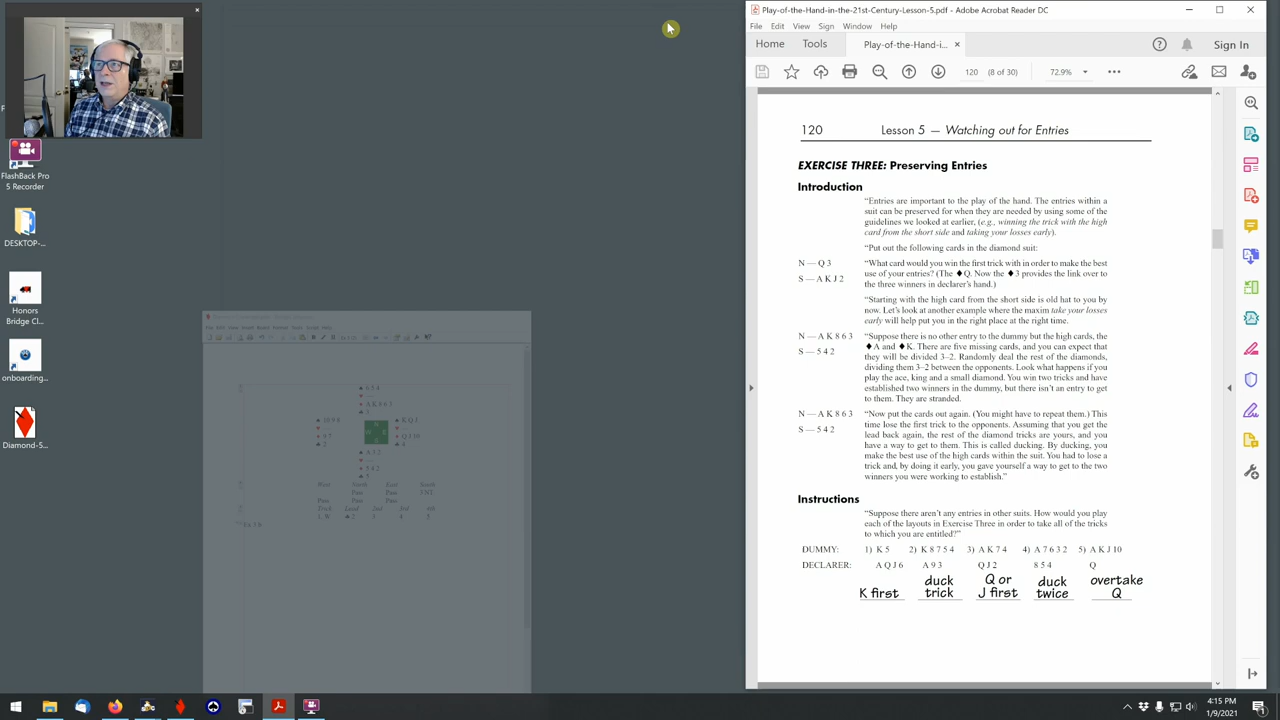 Play-of-the-Hand-in-the-21st-Century-Lesson-5.pdf - Adobe Acrobat Reader DC
File Edit View Sign Window Help
Home Tools Play-of-the-Hand-in-i... Sign In
120 (8 of 30) 72.9%
FlashBack Pro
5 Recorder
DESKTOP-...
Honors
Bridge Cl...
onboarding...
Diamond-5...
120 Lesson 5 — Watching out for Entries
EXERCISE THREE: Preserving Entries
Introduction
“Entries are important to the play of the hand. The entries within a
suit can be preserved for when they are needed by using some of the
guidelines we looked at earlier, (e.g., winning the trick with the high
card from the short side and taking your losses early).
“Put out the following cards in the diamond suit:
N — Q 3 “What card would you win the first trick with in order to make the best
S — A K J 2 use of your entries? (The ♦Q. Now the ♦3 provides the link over to
the three winners in declarer's hand.)
“Starting with the high card from the short side is old hat to you by
now. Let's look at another example where the maxim take your losses
early will help put you in the right place at the right time.
N — A K 8 6 3 “Suppose there is no other entry to the dummy but the high cards, the
S — 5 4 2 ♦A and ♦K. There are five missing cards, and you can expect that
they will be divided 3–2. Randomly deal the rest of the diamonds,
dividing them 3–2 between the opponents. Look what happens if you
play the ace, king and a small diamond. You win two tricks and have
established two winners in the dummy, but there isn't an entry to get
to them. They are stranded.
N — A K 8 6 3 “Now put the cards out again. (You might have to repeat them.) This
S — 5 4 2 time lose the first trick to the opponents. Assuming that you get the
lead back again, the rest of the diamond tricks are yours, and you
have a way to get to them. This is called ducking. By ducking, you
make the best use of the high cards within the suit. You had to lose a
trick and, by doing it early, you gave yourself a way to get to the two
winners you were working to establish.”
Instructions
“Suppose there aren't any entries in other suits. How would you play
each of the layouts in Exercise Three in order to take all of the tricks
to which you are entitled?”
DUMMY: 1) K 5 2) K 8 7 5 4 3) A K 7 4 4) A 7 6 3 2 5) A K J 10
DECLARER: A Q J 6 A 9 3 Q J 2 8 5 4 Q
K first duck trick Q or J first duck twice overtake Q
4:15 PM
1/9/2021